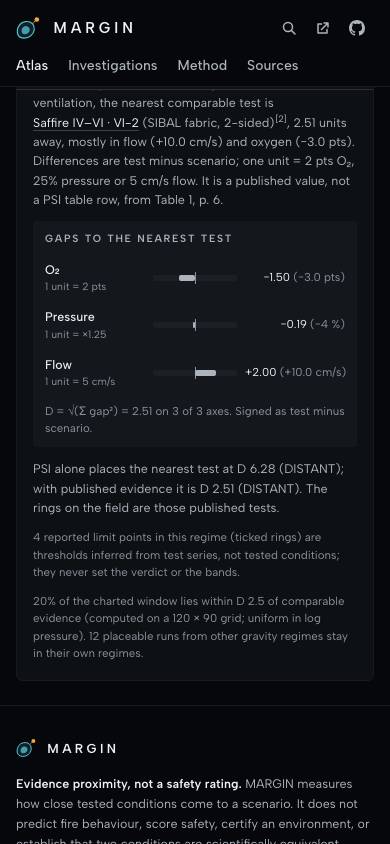 MARGIN
Atlas Investigations Method Sources
ventilation, the nearest comparable test is
Saffire IV–VI · VI-2 (SIBAL fabric, 2-sided)[2], 2.51 units
away, mostly in flow (+10.0 cm/s) and oxygen (−3.0 pts).
Differences are test minus scenario; one unit = 2 pts O₂,
25% pressure or 5 cm/s flow. It is a published value, not
a PSI table row, from Table 1, p. 6.
GAPS TO THE NEAREST TEST
O₂
−1.50 (−3.0 pts)
1 unit = 2 pts
Pressure
−0.19 (−4 %)
1 unit = ×1.25
Flow
+2.00 (+10.0 cm/s)
1 unit = 5 cm/s
D = √(Σ gap²) = 2.51 on 3 of 3 axes. Signed as test minus
scenario.
PSI alone places the nearest test at D 6.28 (DISTANT);
with published evidence it is D 2.51 (DISTANT). The
rings on the field are those published tests.
4 reported limit points in this regime (ticked rings) are
thresholds inferred from test series, not tested conditions;
they never set the verdict or the bands.
20% of the charted window lies within D 2.5 of comparable
evidence (computed on a 120 × 90 grid; uniform in log
pressure). 12 placeable runs from other gravity regimes stay
in their own regimes.
MARGIN
Evidence proximity, not a safety rating. MARGIN measures
how close tested conditions come to a scenario. It does not
predict fire behaviour, score safety, certify an environment, or
establish that two conditions are scientifically equivalent.